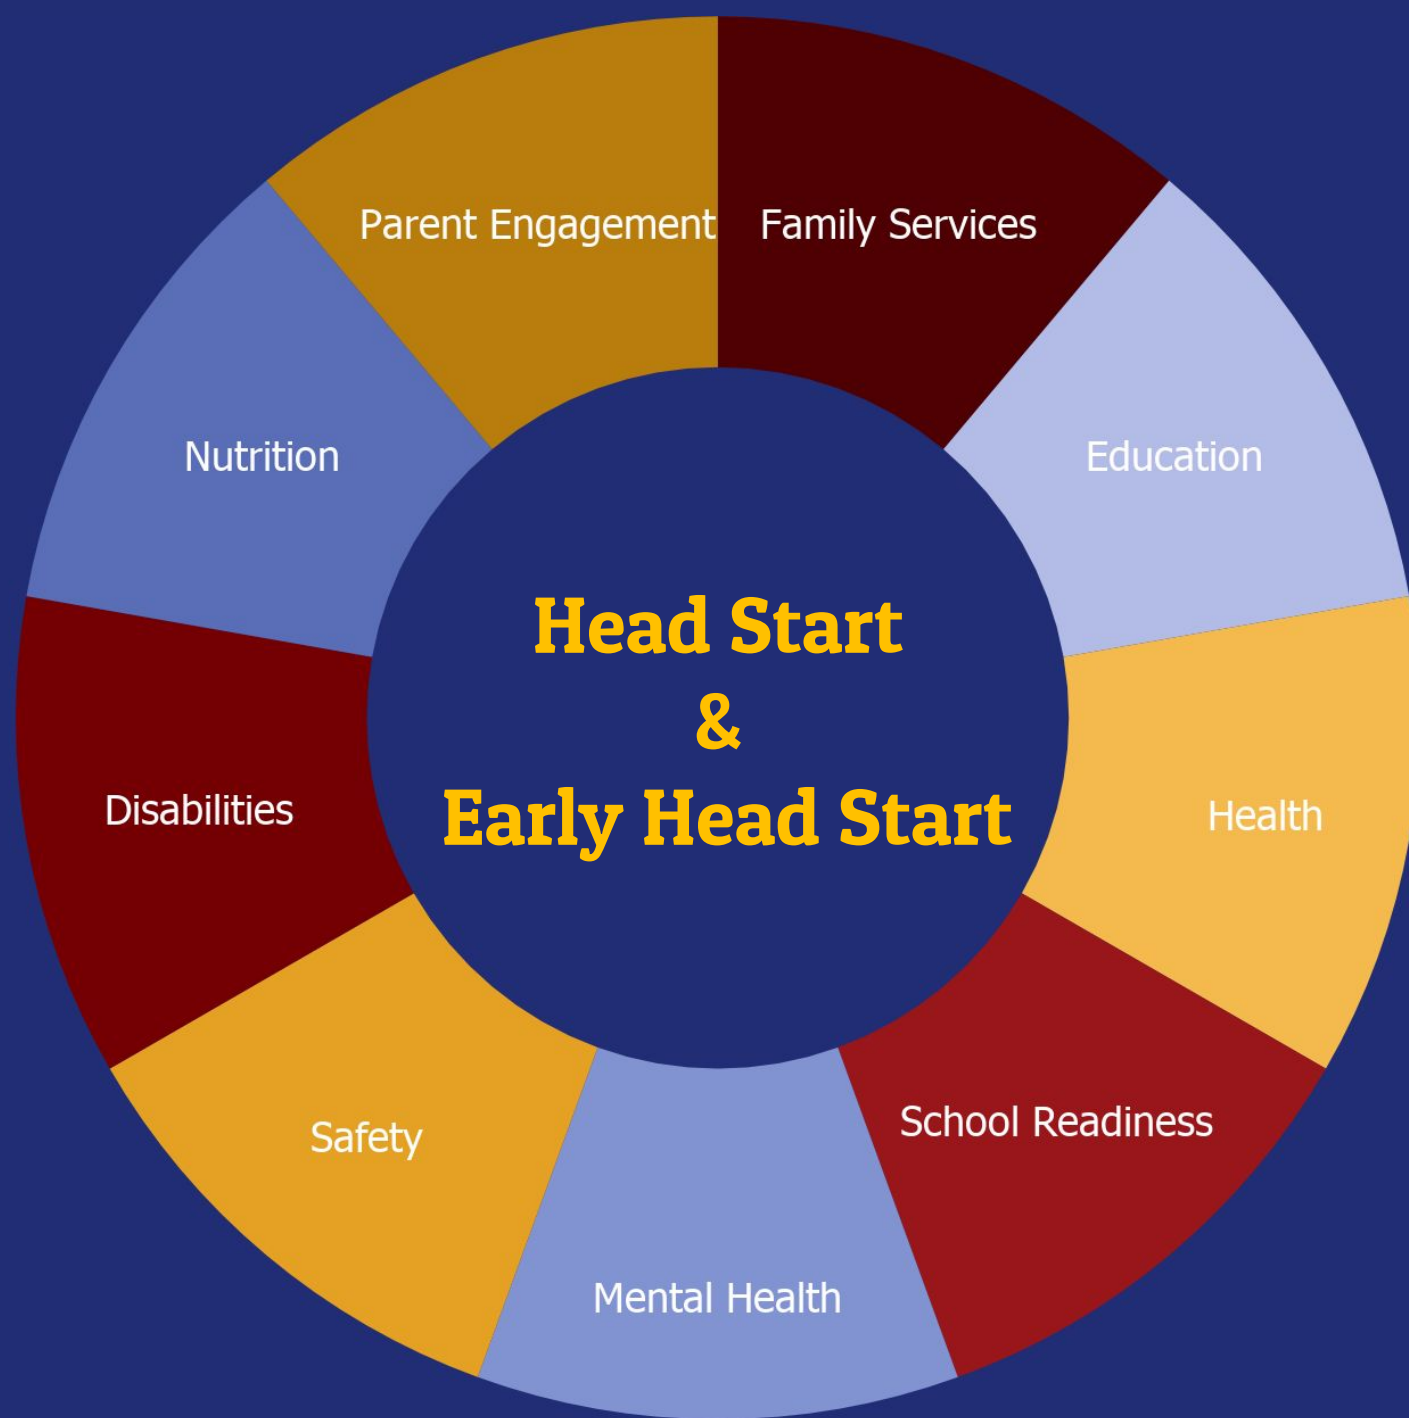 Parent Engagement
Family Services
Nutrition
Education
Head Start
&
Early Head Start
Disabilities
Health
Safety
School Readiness
Mental Health